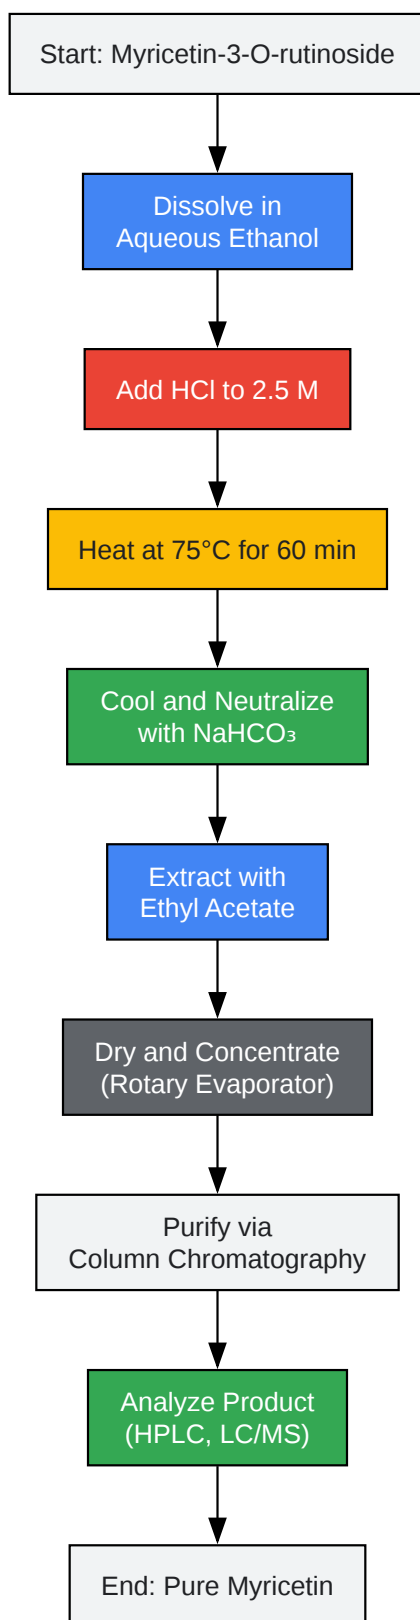 Start: Myricetin-3-O-rutinoside
Dissolve in
Aqueous Ethanol
Add HCl to 2.5 M
Heat at 75°C for 60 min
Cool and Neutralize
with NaHCO₃
Extract with
Ethyl Acetate
Dry and Concentrate
(Rotary Evaporator)
Purify via
Column Chromatography
Analyze Product
(HPLC, LC/MS)
End: Pure Myricetin